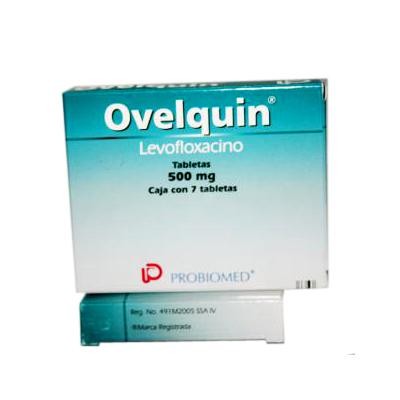 Ovelquin®
Levofloxacino
Tabletas
500 mg
Caja con 7 tabletas
PROBIOMED®
Reg. No. 491M2005 SSA IV
®Marca Registrada